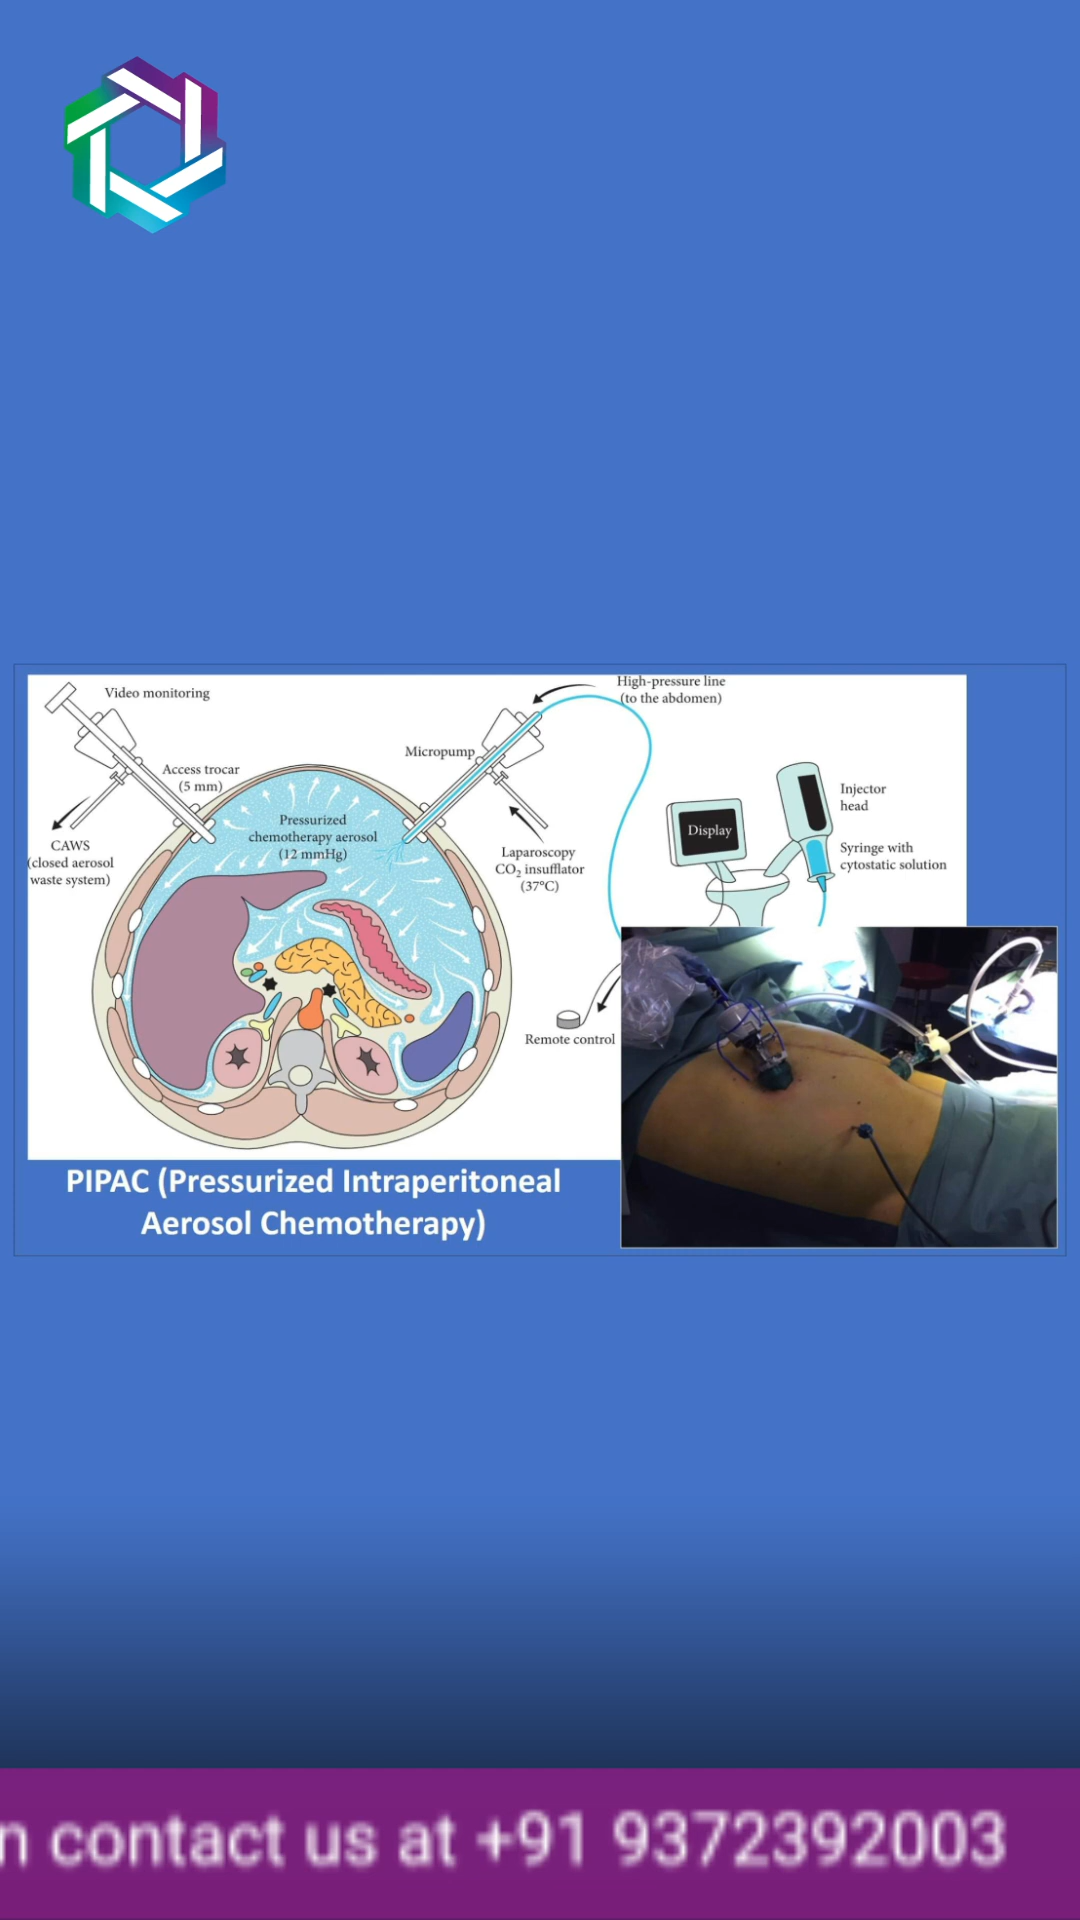 Video monitoring
High-pressure line
(to the abdomen)
Micropump
Access trocar
(5 mm)
Injector
head
Pressurized
chemotherapy aerosol
(12 mmHg)
Display
CAWS
(closed aerosol
waste system)
Laparoscopy
CO₂ insufflator
(37°C)
Syringe with
cytostatic solution
Remote control
PIPAC (Pressurized Intraperitoneal
Aerosol Chemotherapy)
n contact us at +91 9372392003